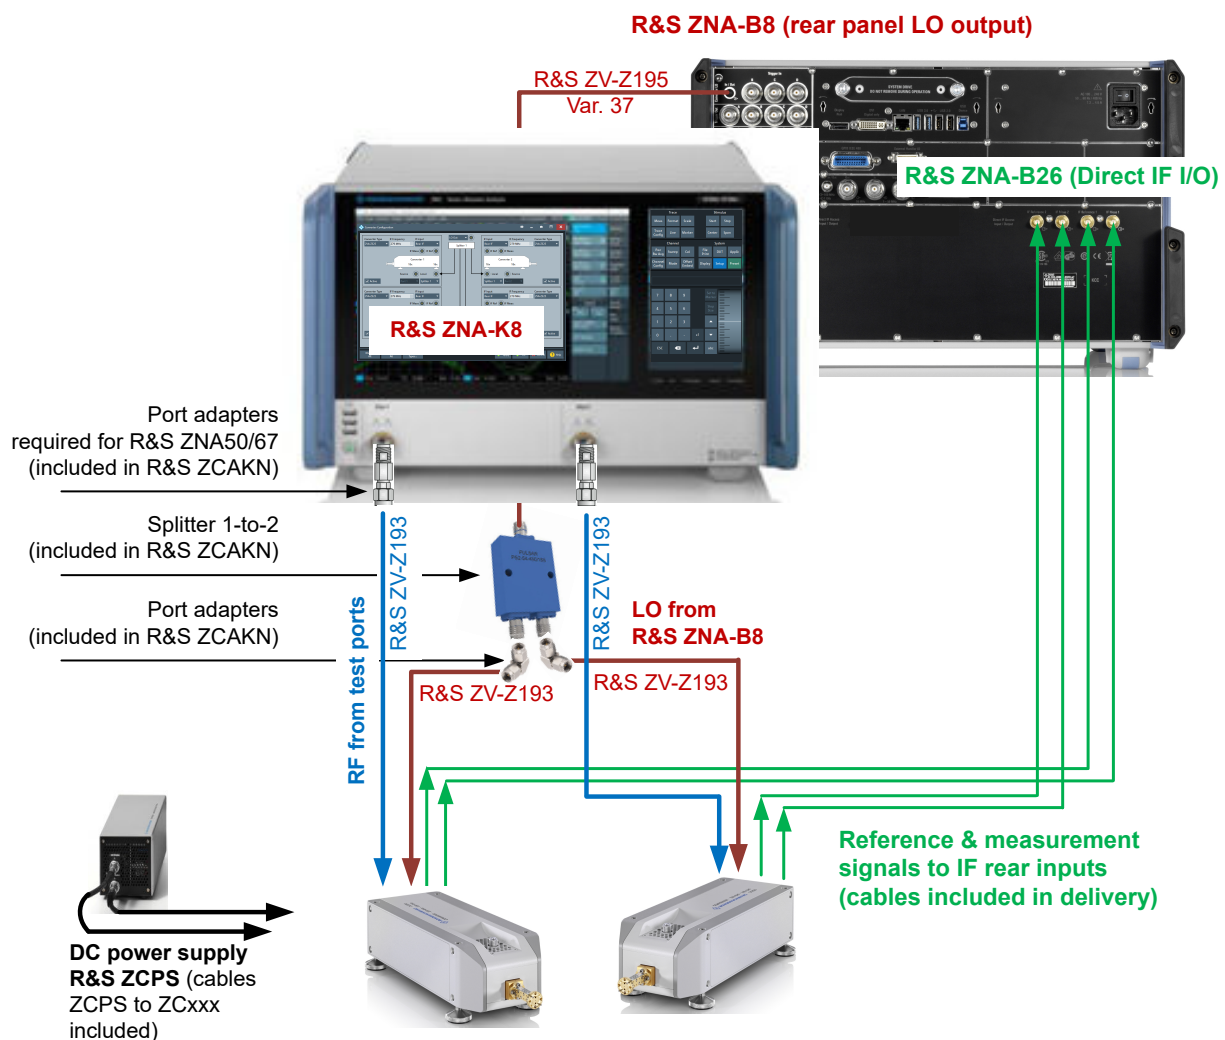 R&S ZNA-B8 (rear panel LO output)
R&S ZV-Z195
Var. 37
R&S ZNA-B26 (Direct IF I/O)
R&S ZNA-K8
Port adapters
required for R&S ZNA50/67
(included in R&S ZCAKN)
Splitter 1-to-2
(included in R&S ZCAKN)
Port adapters
(included in R&S ZCAKN)
R&S ZV-Z193
R&S ZV-Z193
RF from test ports
LO from
R&S ZNA-B8
R&S ZV-Z193
R&S ZV-Z193
Reference & measurement
signals to IF rear inputs
(cables included in delivery)
DC power supply
R&S ZCPS (cables
ZCPS to ZCxxx
included)